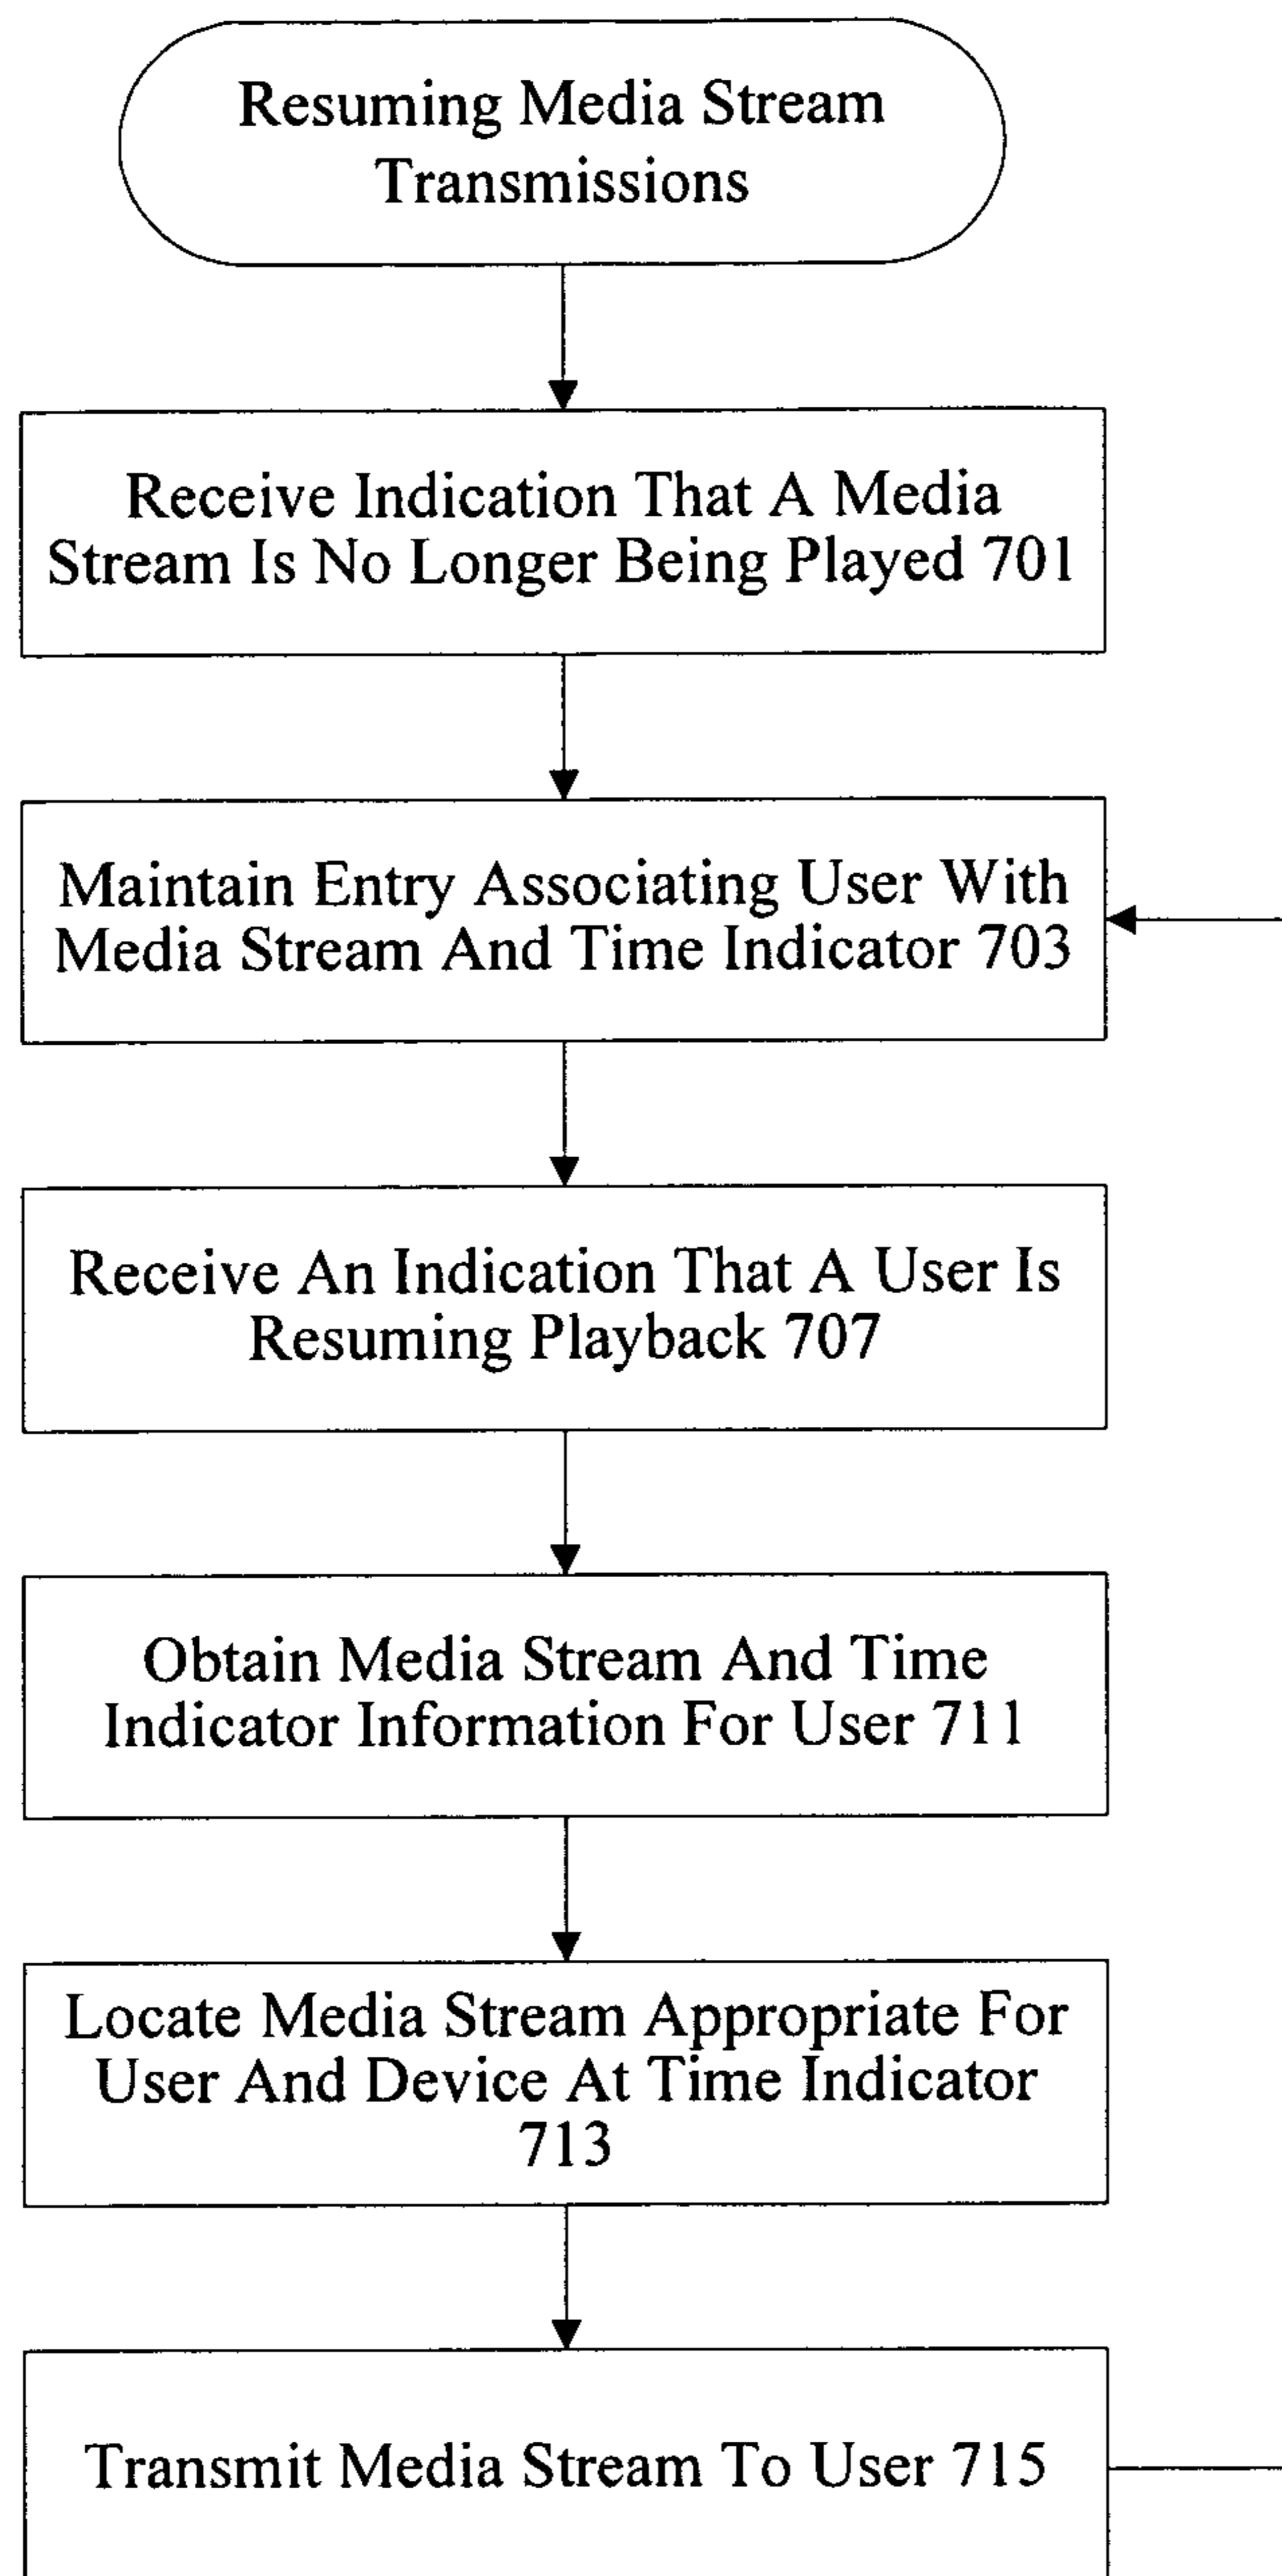 Resuming Media Stream
Transmissions
Receive Indication That A Media
Stream Is No Longer Being Played 701
Maintain Entry Associating User With
Media Stream And Time Indicator 703
Receive An Indication That A User Is
Resuming Playback 707
Obtain Media Stream And Time
Indicator Information For User 711
Locate Media Stream Appropriate For
User And Device At Time Indicator
713
Transmit Media Stream To User 715